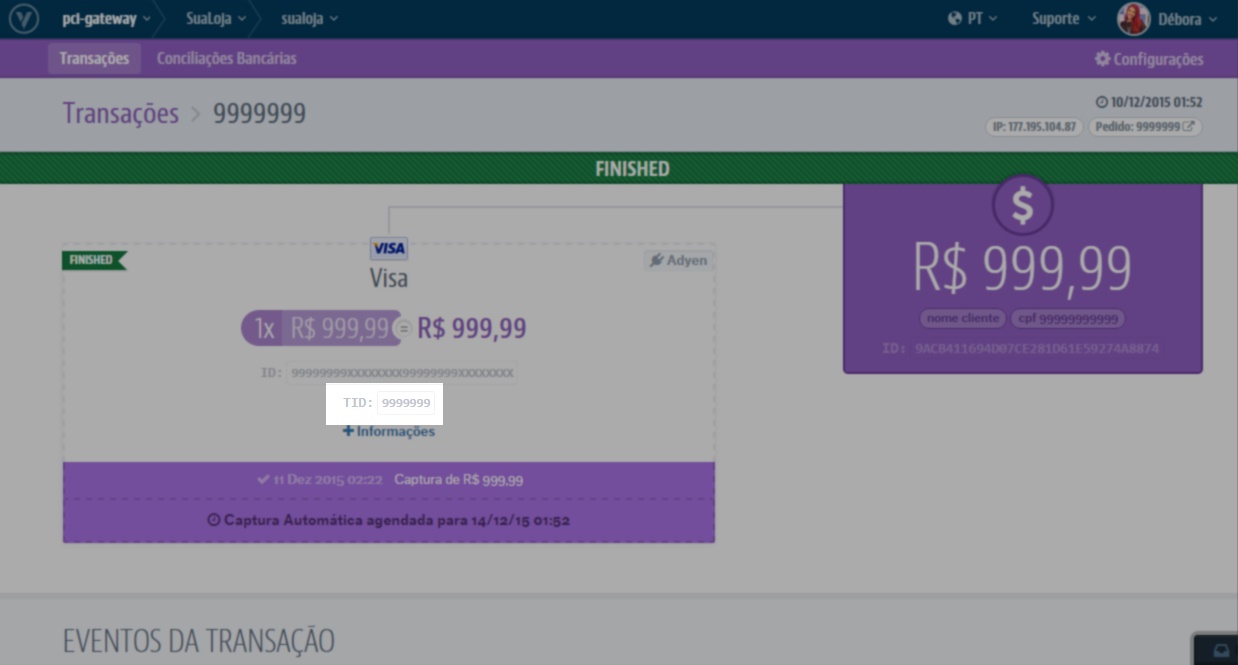 pci-gateway SuaLoja sualoja PT Suporte Débora
Transações Conciliações Bancárias Configurações
Transações > 9999999
10/12/2015 01:52
IP: 177.195.104.87 Pedido: 9999999
FINISHED
$
R$ 999,99
nome cliente cpf 99999999999
ID: 9ACB411694D07CE281D61E59274A8874
FINISHED
VISA
Adyen
Visa
1x R$ 999,99 = R$ 999,99
ID: 99999999XXXXXXXX99999999XXXXXXXX
TID: 9999999
+Informações
11 Dez 2015 02:22 Captura de R$ 999.99
Captura Automática agendada para 14/12/15 01:52
EVENTOS DA TRANSAÇÃO